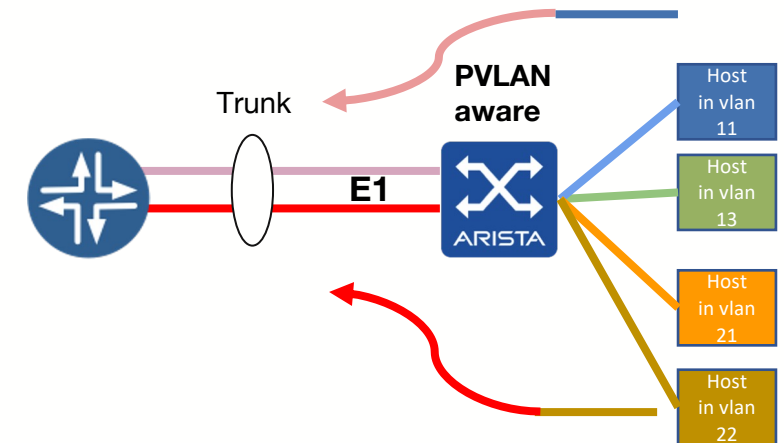 Host
in vlan
11
PVLAN
aware
Trunk
E1
ARISTA
Host
in vlan
13
Host
in vlan
21
Host
in vlan
22